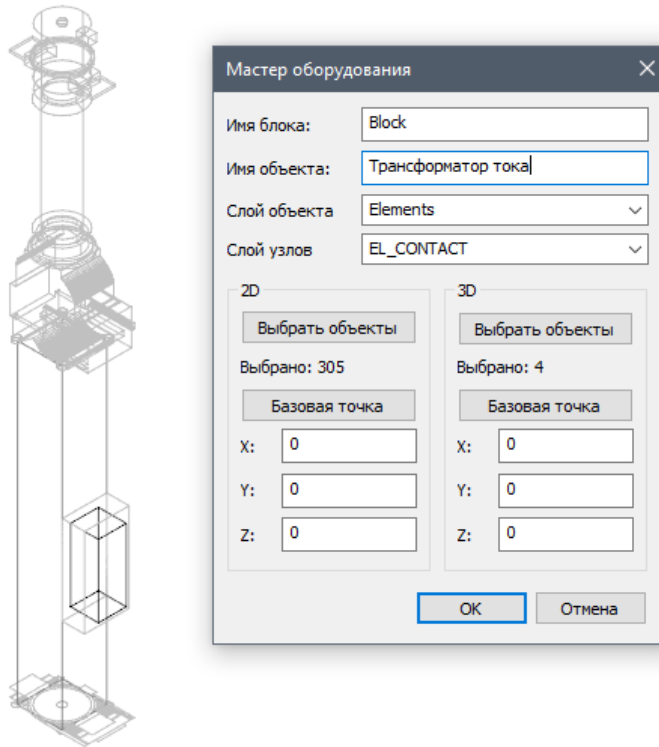 Мастер оборудования
Имя блока: Block
Имя объекта: Трансформатор тока
Слой объекта Elements
Слой узлов EL_CONTACT
2D 3D
Выбрать объекты Выбрать объекты
Выбрано: 305 Выбрано: 4
Базовая точка Базовая точка
X: 0 X: 0
Y: 0 Y: 0
Z: 0 Z: 0
OK Отмена